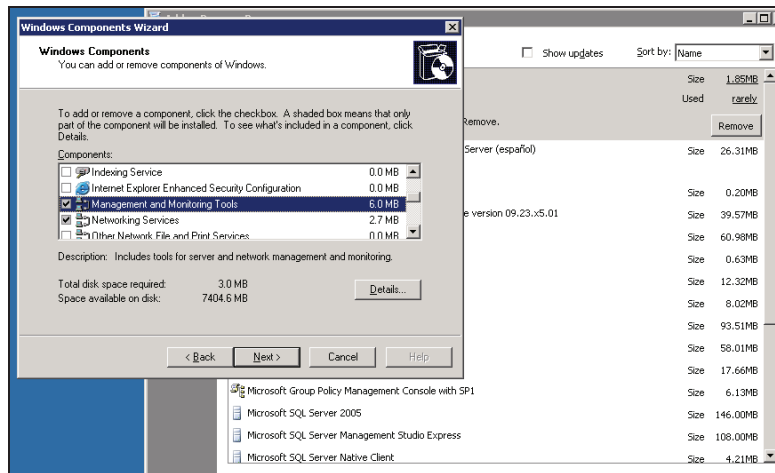 Windows Components Wizard
Windows Components
You can add or remove components of Windows.
To add or remove a component, click the checkbox. A shaded box means that only
part of the component will be installed. To see what's included in a component, click
Details.
Components:
Indexing Service 0.0 MB
Internet Explorer Enhanced Security Configuration 0.0 MB
Management and Monitoring Tools 6.0 MB
Networking Services 2.7 MB
Other Network File and Print Services 0.0 MB
Description: Includes tools for server and network management and monitoring.
Total disk space required: 3.0 MB
Space available on disk: 7404.6 MB
Details...
< Back
Next >
Cancel
Help
Show updates
Sort by: Name
Size 1.85MB
Used rarely
Remove.
Remove
Server (español) Size 26.31MB
Size 0.20MB
e version 09.23.x5.01 Size 39.57MB
Size 60.98MB
Size 0.63MB
Size 12.32MB
Size 8.02MB
Size 93.51MB
Size 58.01MB
Size 17.66MB
Microsoft Group Policy Management Console with SP1 Size 6.13MB
Microsoft SQL Server 2005 Size 146.00MB
Microsoft SQL Server Management Studio Express Size 108.00MB
Microsoft SQL Server Native Client Size 4.21MB